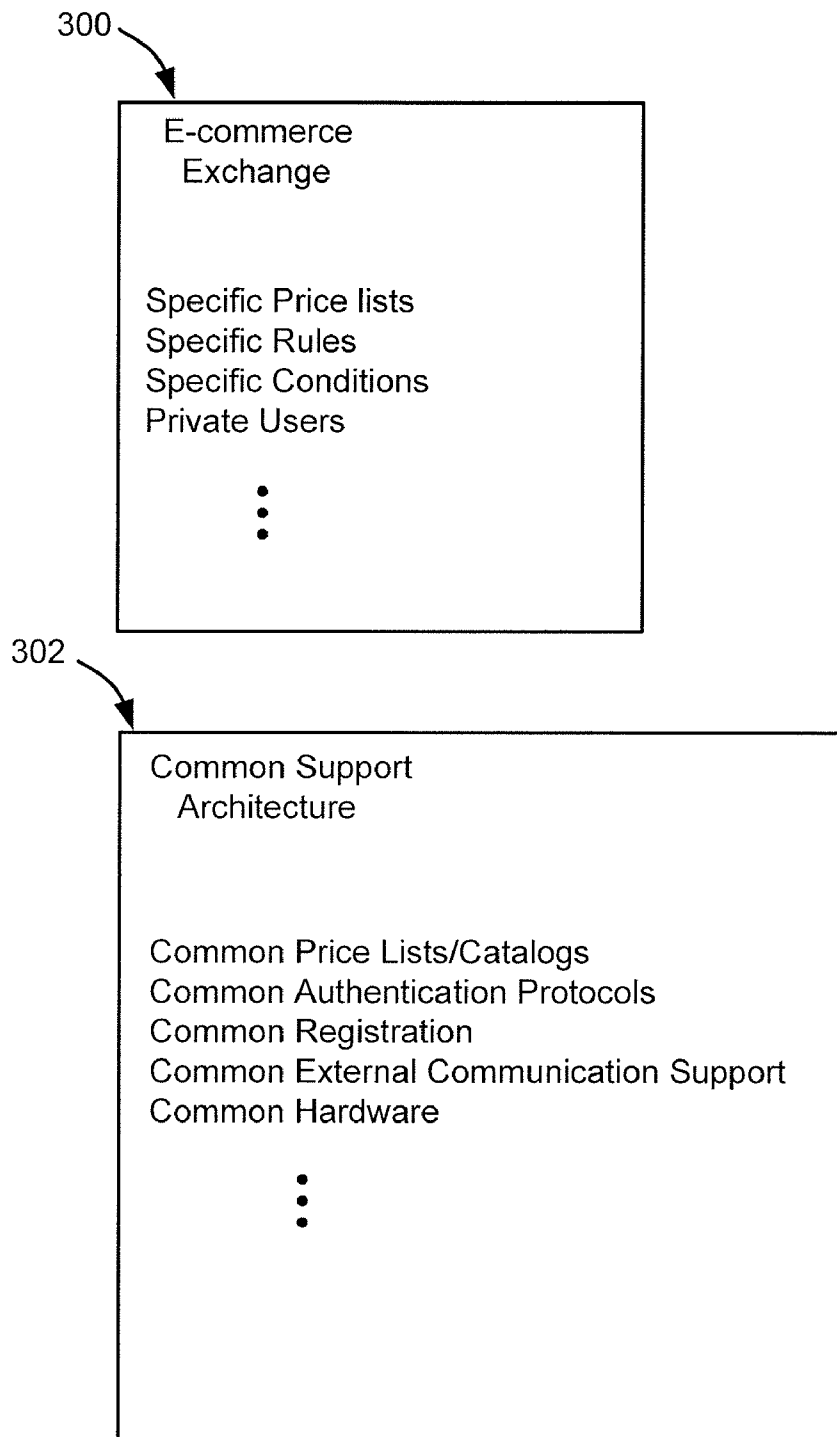 300
E-commerce
Exchange
Specific Price lists
Specific Rules
Specific Conditions
Private Users
302
Common Support
Architecture
Common Price Lists/Catalogs
Common Authentication Protocols
Common Registration
Common External Communication Support
Common Hardware